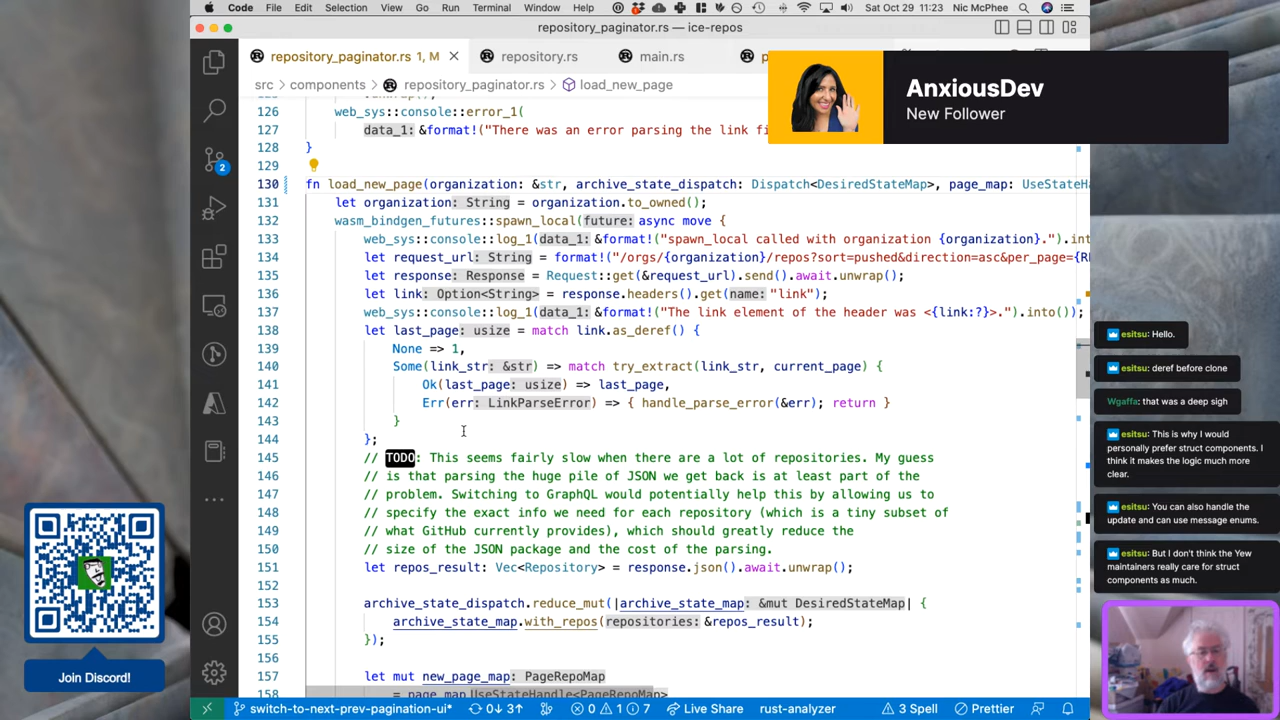 Code File Edit Selection View Go Run Terminal Window Help Sat Oct 29 11:23 Nic McPhee
repository_paginator.rs — ice-repos
repository_paginator.rs 1, M
repository.rs
main.rs
src > components > repository_paginator.rs > load_new_page
AnxiousDev
New Follower
126 web_sys::console::error_1(
127 data_1: &format!("There was an error parsing the link fi
128 }
129
130 fn load_new_page(organization: &str, archive_state_dispatch: Dispatch<DesiredStateMap>, page_map: UseStateHa
131 let organization: String = organization.to_owned();
132 wasm_bindgen_futures::spawn_local(future: async move {
133 web_sys::console::log_1(data_1: &format!("spawn_local called with organization {organization}.").int
134 let request_url: String = format!("/orgs/{organization}/repos?sort=pushed&direction=asc&per_page={RE
135 let response: Response = Request::get(&request_url).send().await.unwrap();
136 let link: Option<String> = response.headers().get(name: "link");
137 web_sys::console::log_1(data_1: &format!("The link element of the header was <{link:?}>.").into());
138 let last_page: usize = match link.as_deref() {
139 None => 1,
140 Some(link_str: &str) => match try_extract(link_str, current_page) {
141 Ok(last_page: usize) => last_page,
142 Err(err: LinkParseError) => { handle_parse_error(&err); return }
143 }
144 };
145 // TODO: This seems fairly slow when there are a lot of repositories. My guess
146 // is that parsing the huge pile of JSON we get back is at least part of the
147 // problem. Switching to GraphQL would potentially help this by allowing us to
148 // specify the exact info we need for each repository (which is a tiny subset of
149 // what GitHub currently provides), which should greatly reduce the
150 // size of the JSON package and the cost of the parsing.
151 let repos_result: Vec<Repository> = response.json().await.unwrap();
152
153 archive_state_dispatch.reduce_mut(|archive_state_map: &mut DesiredStateMap| {
154 archive_state_map.with_repos(repositories: &repos_result);
155 });
156
157 let mut new_page_map: PageRepoMap
158 = page_map UseStateHandle<PageRepoMap>
esitsu: Hello.
esitsu: deref before clone
Wgaffa: that was a deep sigh
esitsu: This is why I would
personally prefer struct components. I
think it makes the logic much more
clear.
esitsu: You can also handle the
update and can use message enums.
esitsu: But I don't think the Yew
maintainers really care for struct
components as much.
2
Join Discord!
switch-to-next-prev-pagination-ui* 0↓ 3↑ 0 1 7 Live Share rust-analyzer 3 Spell Prettier